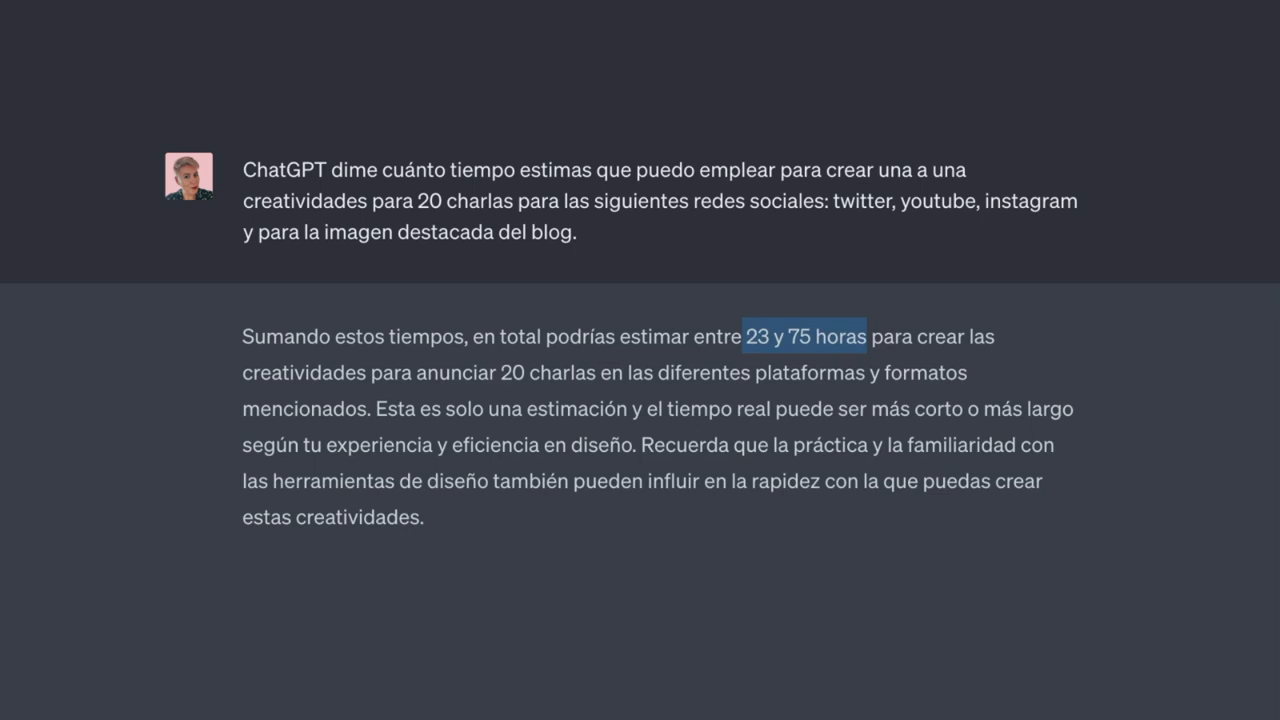 ChatGPT dime cuánto tiempo estimas que puedo emplear para crear una a una
creatividades para 20 charlas para las siguientes redes sociales: twitter, youtube, instagram
y para la imagen destacada del blog.
Sumando estos tiempos, en total podrías estimar entre 23 y 75 horas para crear las
creatividades para anunciar 20 charlas en las diferentes plataformas y formatos
mencionados. Esta es solo una estimación y el tiempo real puede ser más corto o más largo
según tu experiencia y eficiencia en diseño. Recuerda que la práctica y la familiaridad con
las herramientas de diseño también pueden influir en la rapidez con la que puedas crear
estas creatividades.